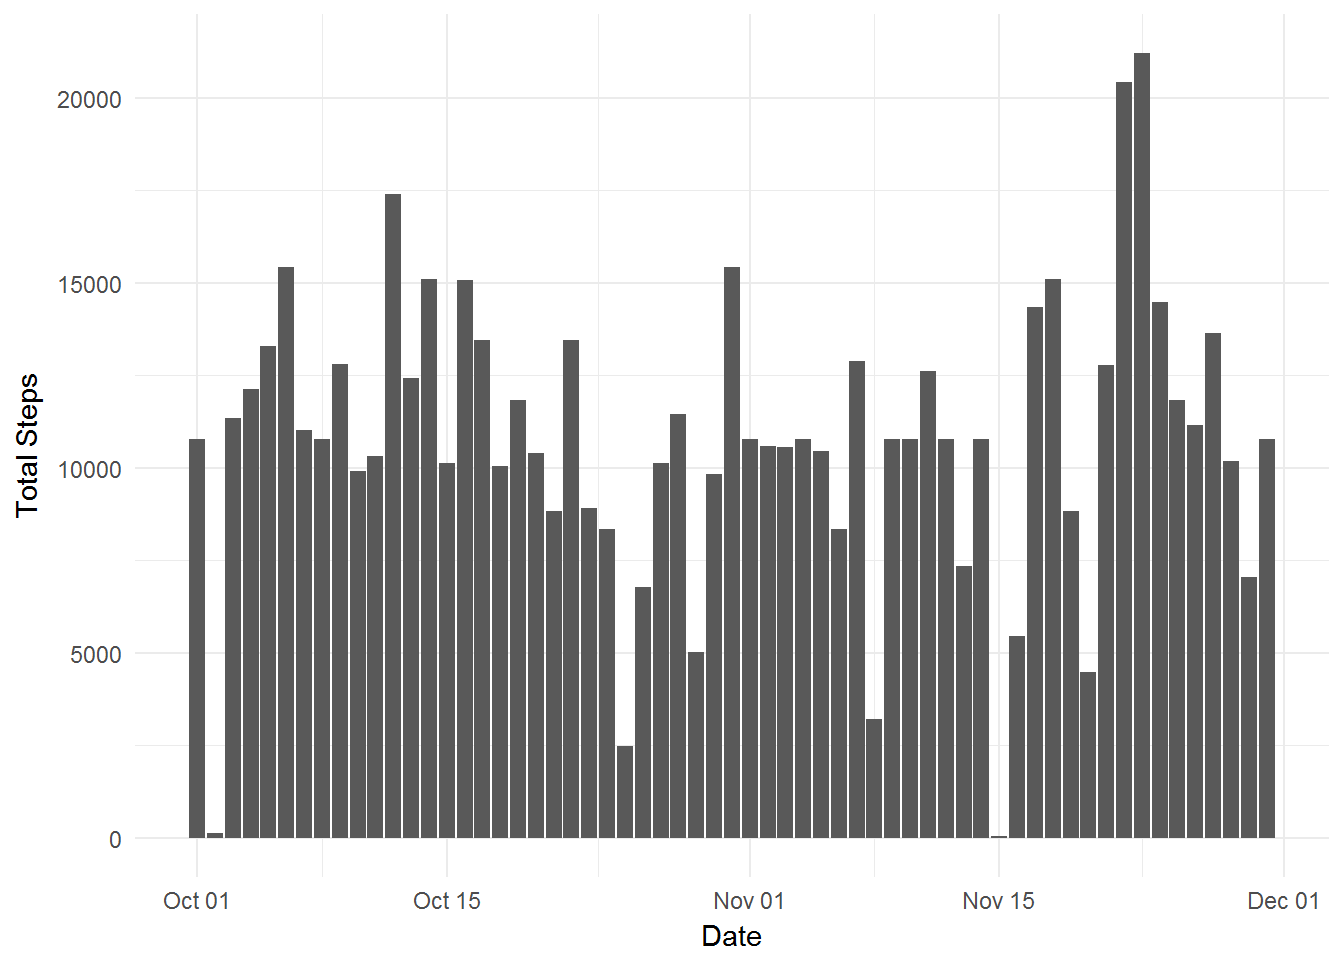 20000
15000
10000
5000
0
Total Steps
Oct 01
Oct 15
Nov 01
Nov 15
Dec 01
Date